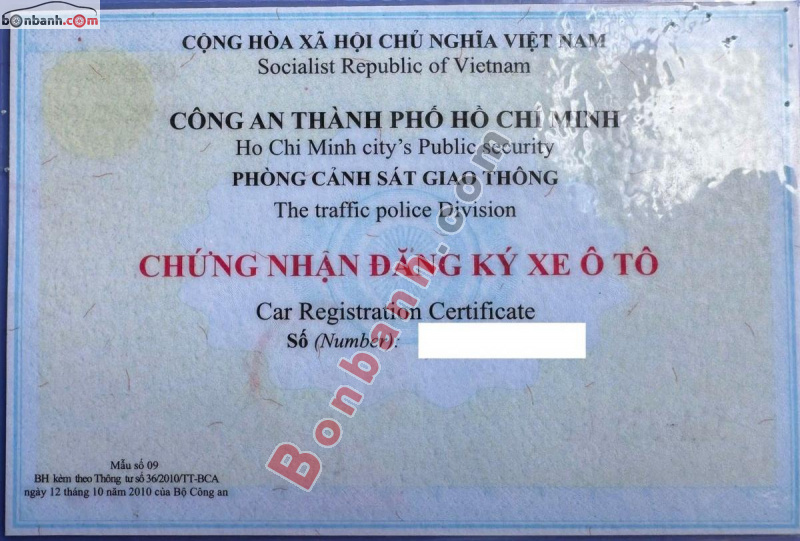 bonbanh.com
CỘNG HÒA XÃ HỘI CHỦ NGHĨA VIỆT NAM
Socialist Republic of Vietnam
CÔNG AN THÀNH PHỐ HỒ CHÍ MINH
Ho Chi Minh city's Public security
PHÒNG CẢNH SÁT GIAO THÔNG
The traffic police Division
CHỨNG NHẬN ĐĂNG KÝ XE Ô TÔ
Car Registration Certificate
Số (Number):
Bonbanh.com
Mẫu số 09
BH kèm theo Thông tư số 36/2010/TT-BCA
ngày 12 tháng 10 năm 2010 của Bộ Công an